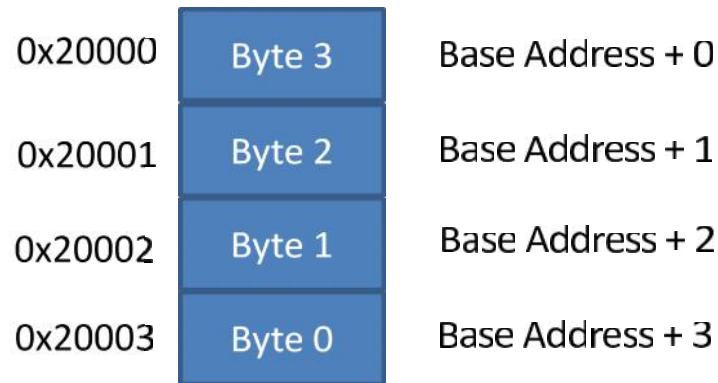 0x20000 Byte 3 Base Address + 0
0x20001 Byte 2 Base Address + 1
0x20002 Byte 1 Base Address + 2
0x20003 Byte 0 Base Address + 3